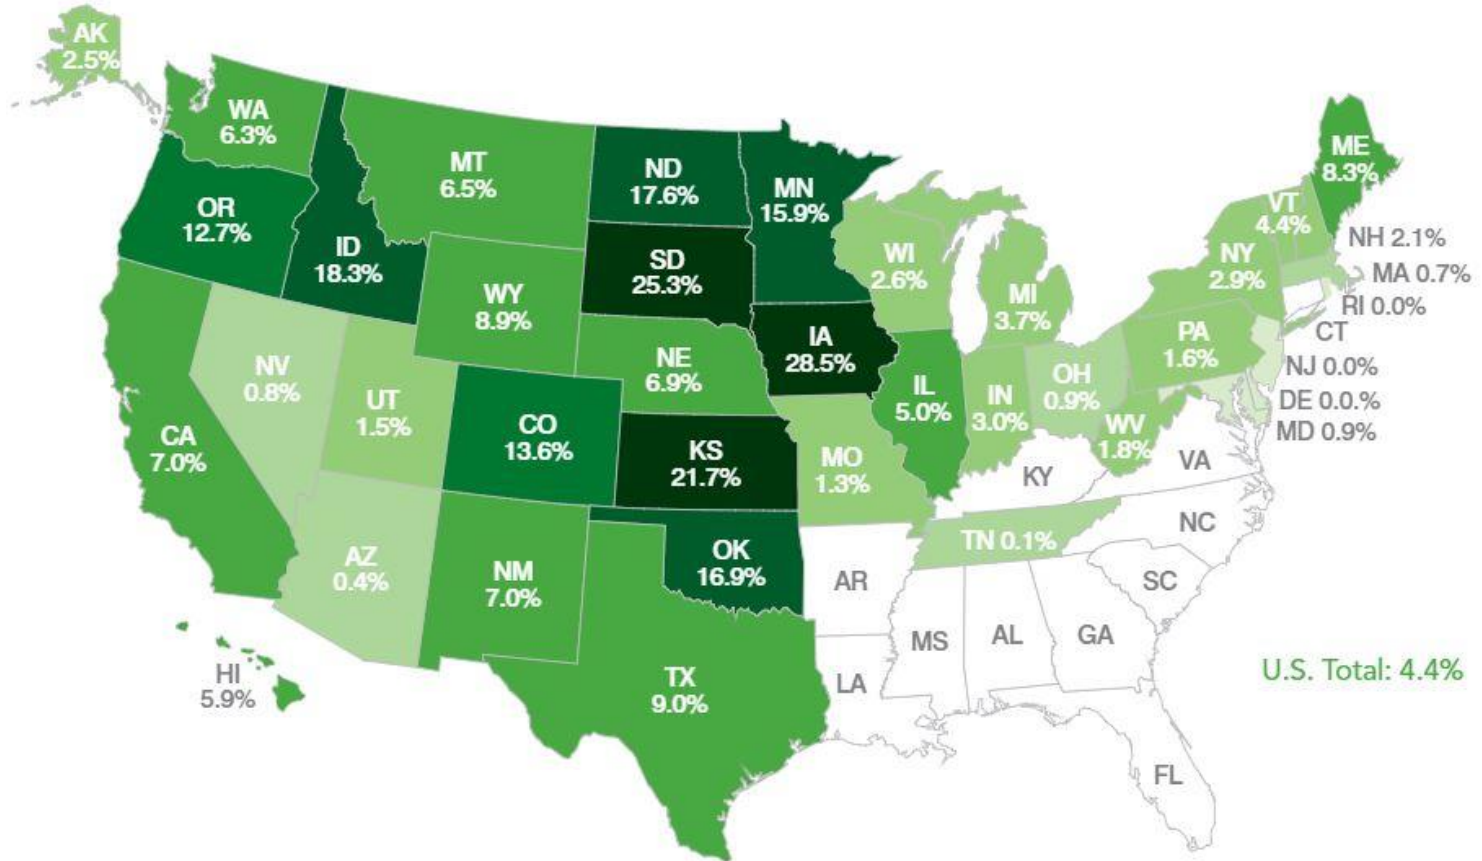 AK
2.5%
WA
6.3%
MT
6.5%
ND
17.6%
MN
15.9%
ME
8.3%
OR
12.7%
ID
18.3%
SD
25.3%
WI
2.6%
VT
4.4%
NH 2.1%
NY
2.9%
MA 0.7%
WY
8.9%
MI
3.7%
RI 0.0%
CT
IA
28.5%
PA
1.6%
NE
6.9%
NV
0.8%
UT
1.5%
IL
5.0%
IN
3.0%
OH
0.9%
NJ 0.0%
DE 0.0.%
MD 0.9%
CA
7.0%
CO
13.6%
KS
21.7%
MO
1.3%
WV
1.8%
KY
VA
NC
TN 0.1%
AZ
0.4%
NM
7.0%
OK
16.9%
AR
SC
MS
AL
GA
HI
5.9%
TX
9.0%
LA
U.S. Total: 4.4%
FL